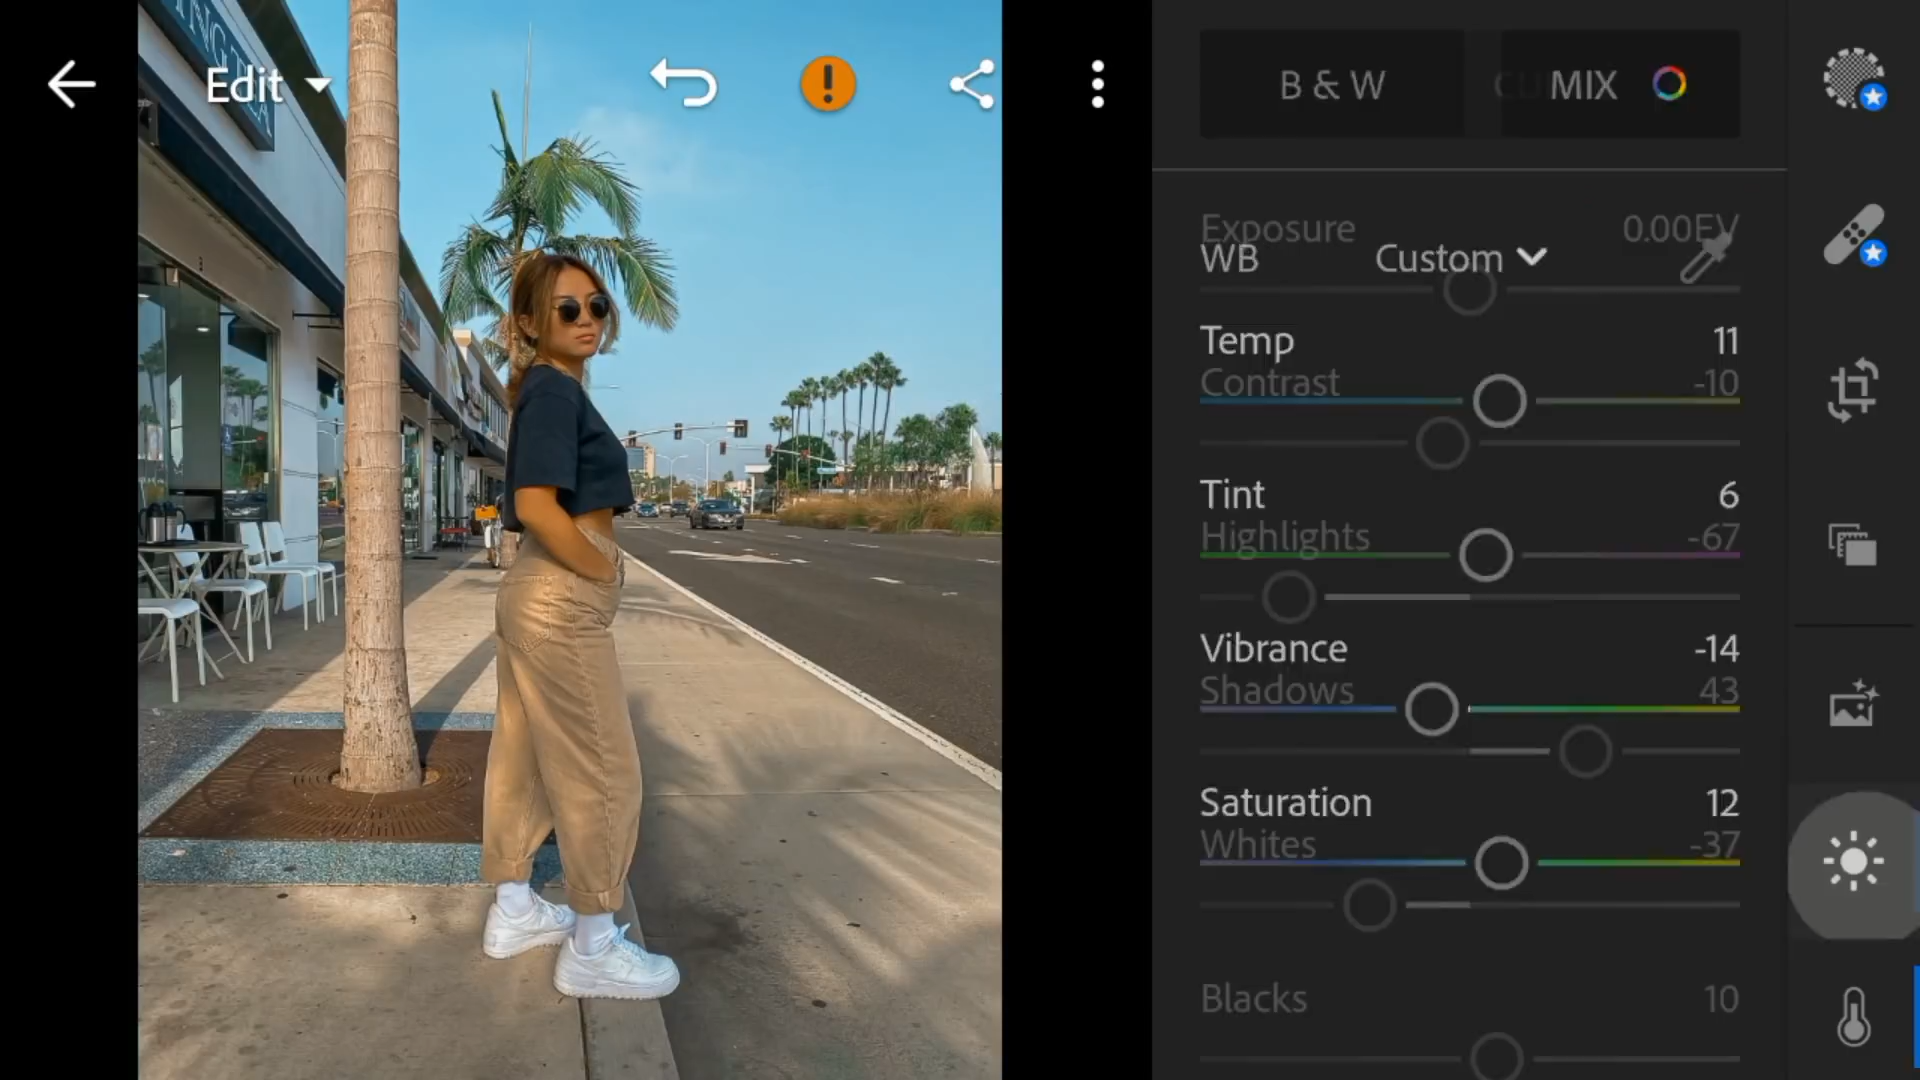 Edit
B & W
MIX
Exposure 0.00EV
WB Custom
Temp 11
Contrast -10
Tint 6
Highlights -67
Vibrance -14
Shadows 43
Saturation 12
Whites -37
Blacks 10